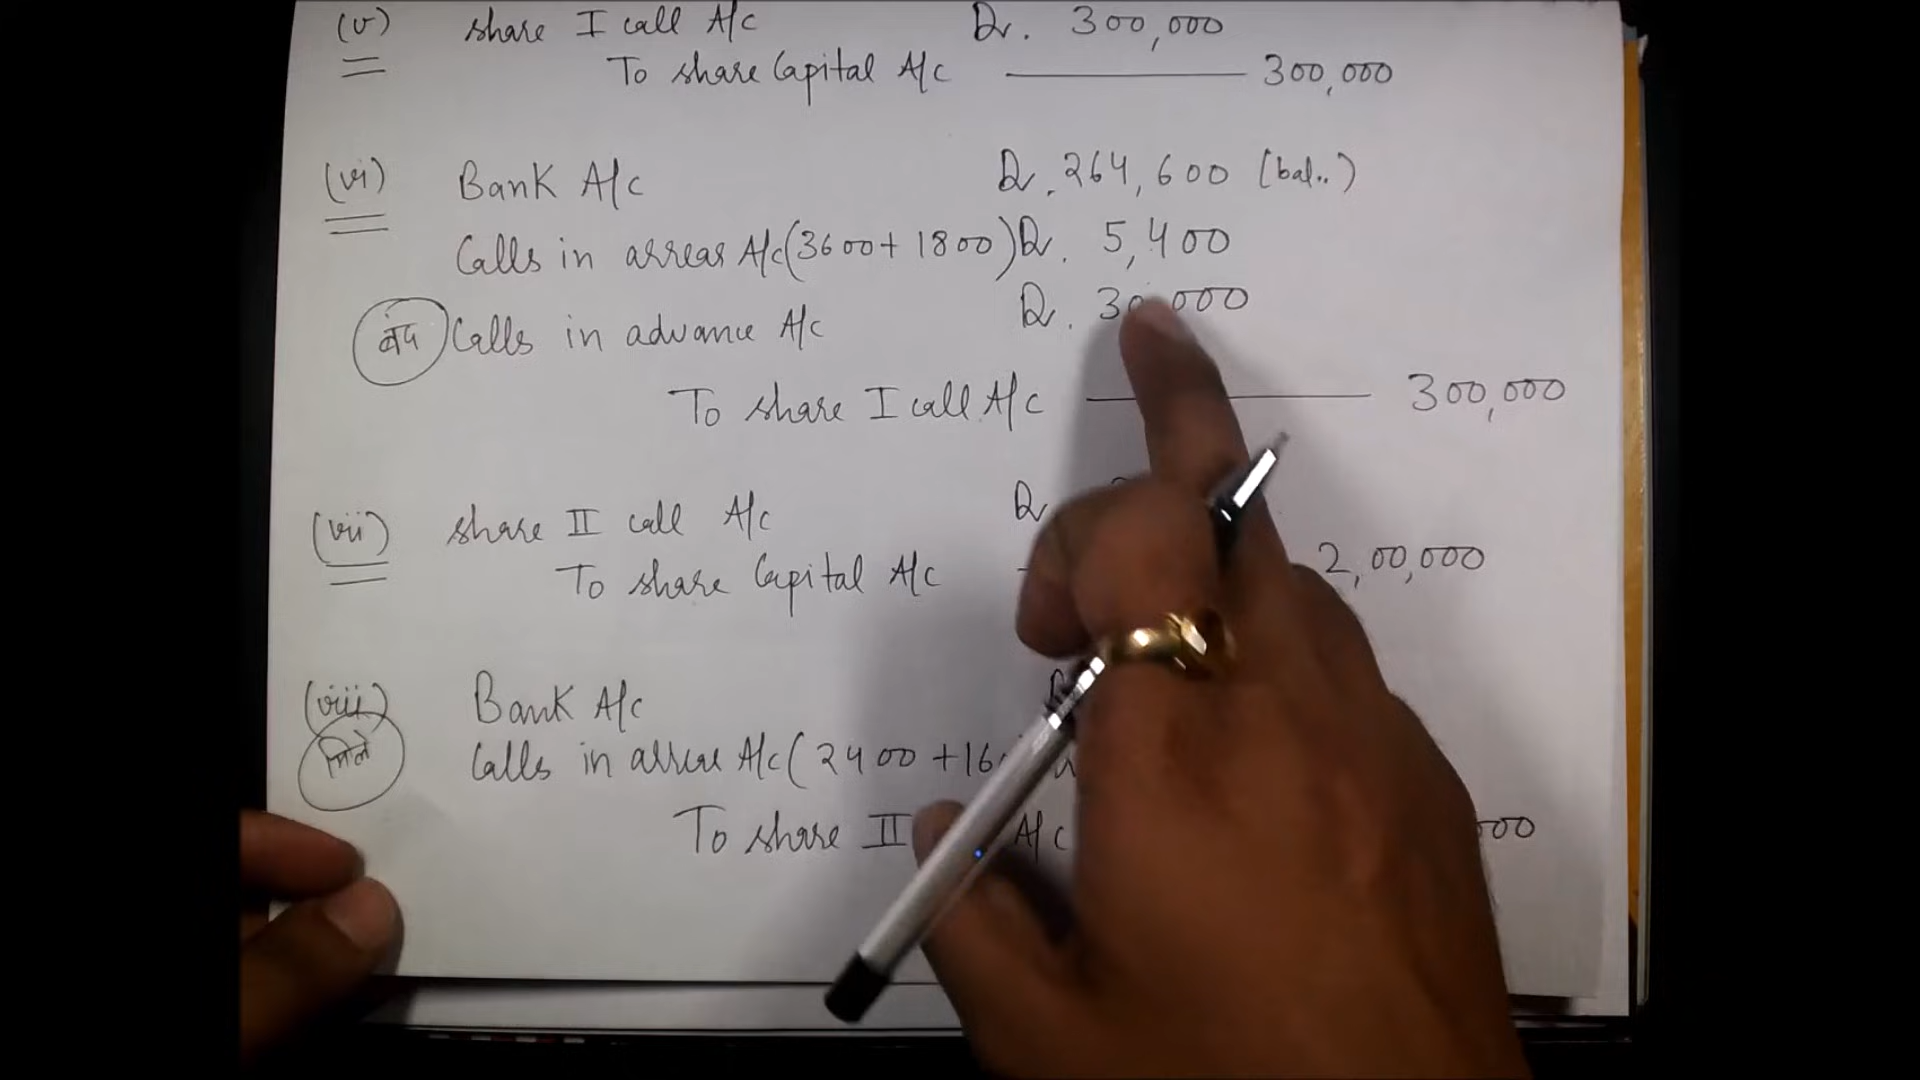 (v) share I call A/c Dr. 300,000
To share Capital A/c 300,000
(vi) Bank A/c Dr. 264,600 (bal..)
Calls in arrear A/c (3600 + 1800) Dr. 5,400
Calls in advance A/c Dr. 30,000
To share I call A/c 300,000
(vii) share II call A/c Dr
To share Capital A/c 2,00,000
(viii) Bank A/c
Calls in arrear A/c (2400 +
To share II A/c